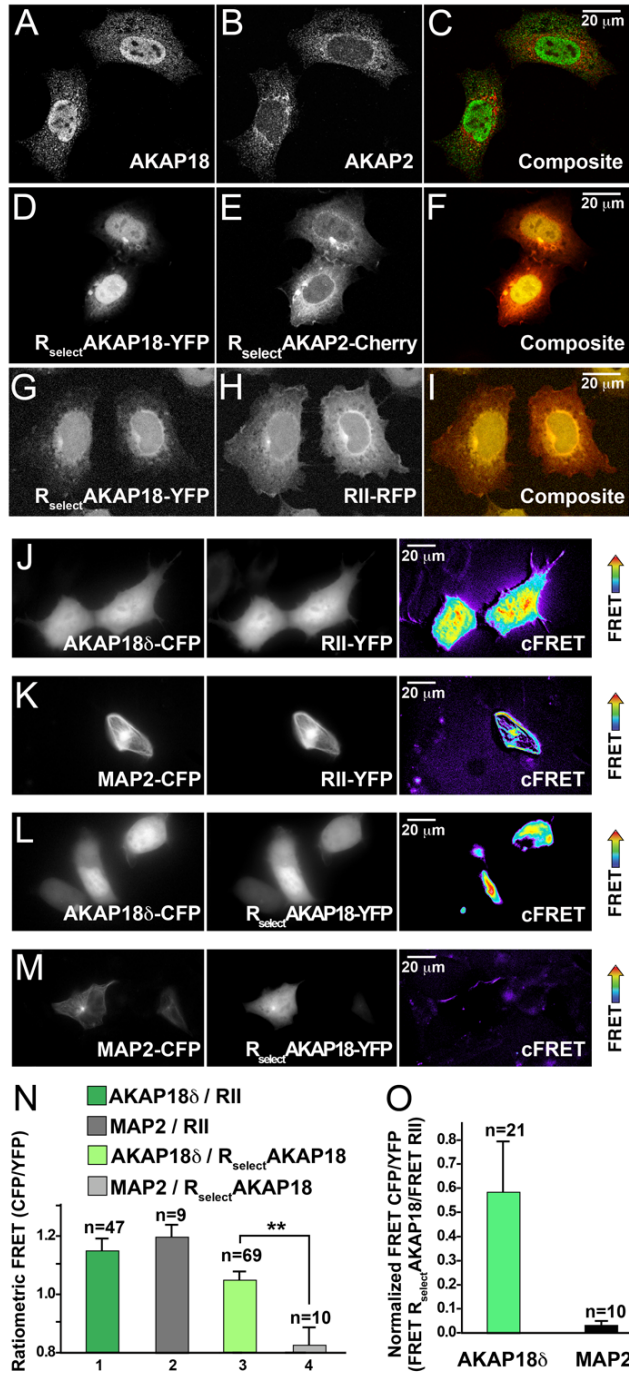 A
B
C
20 μm
AKAP18
AKAP2
Composite
D
E
F
20 μm
RselectAKAP18-YFP
RselectAKAP2-Cherry
Composite
G
H
I
20 μm
RselectAKAP18-YFP
RII-RFP
Composite
J
20 μm
AKAP18δ-CFP
RII-YFP
cFRET
FRET
K
20 μm
MAP2-CFP
RII-YFP
cFRET
FRET
L
20 μm
AKAP18δ-CFP
RselectAKAP18-YFP
cFRET
FRET
M
20 μm
MAP2-CFP
RselectAKAP18-YFP
cFRET
FRET
N
AKAP18δ / RII
MAP2 / RII
AKAP18δ / RselectAKAP18
MAP2 / RselectAKAP18
Ratiometric FRET (CFP/YFP)
1.2
1.0
0.8
n=47
n=9
n=69
**
n=10
1 2 3 4
O
Normalized FRET CFP/YFP
(FRET RselectAKAP18/FRET RII)
0.8
0.7
0.6
0.5
0.4
0.3
0.2
0.1
0.0
n=21
n=10
AKAP18δ MAP2